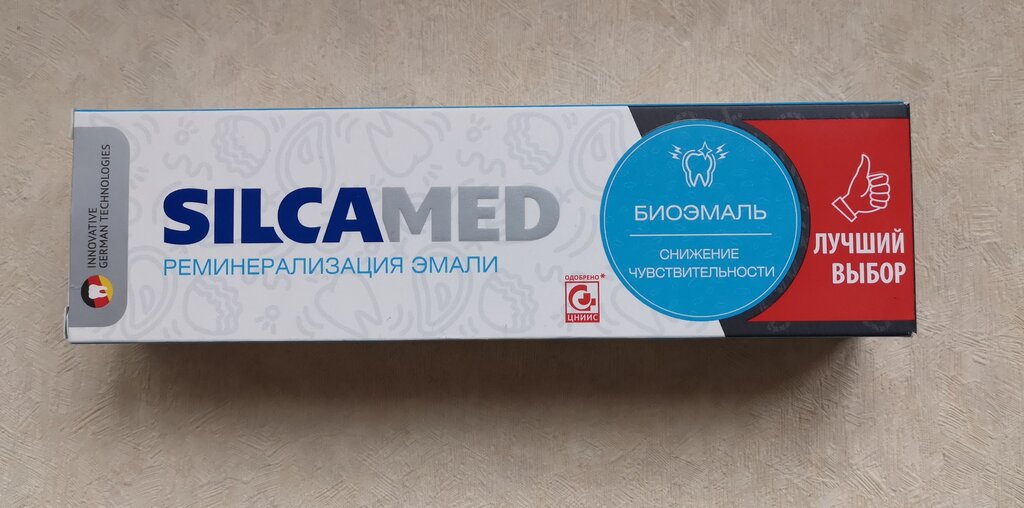 INNOVATIVE
GERMAN TECHNOLOGIES
SILCAMED
РЕМИНЕРАЛИЗАЦИЯ ЭМАЛИ
ОДОБРЕНО*
ЦНИИС
БИОЭМАЛЬ
СНИЖЕНИЕ
ЧУВСТВИТЕЛЬНОСТИ
ЛУЧШИЙ
ВЫБОР